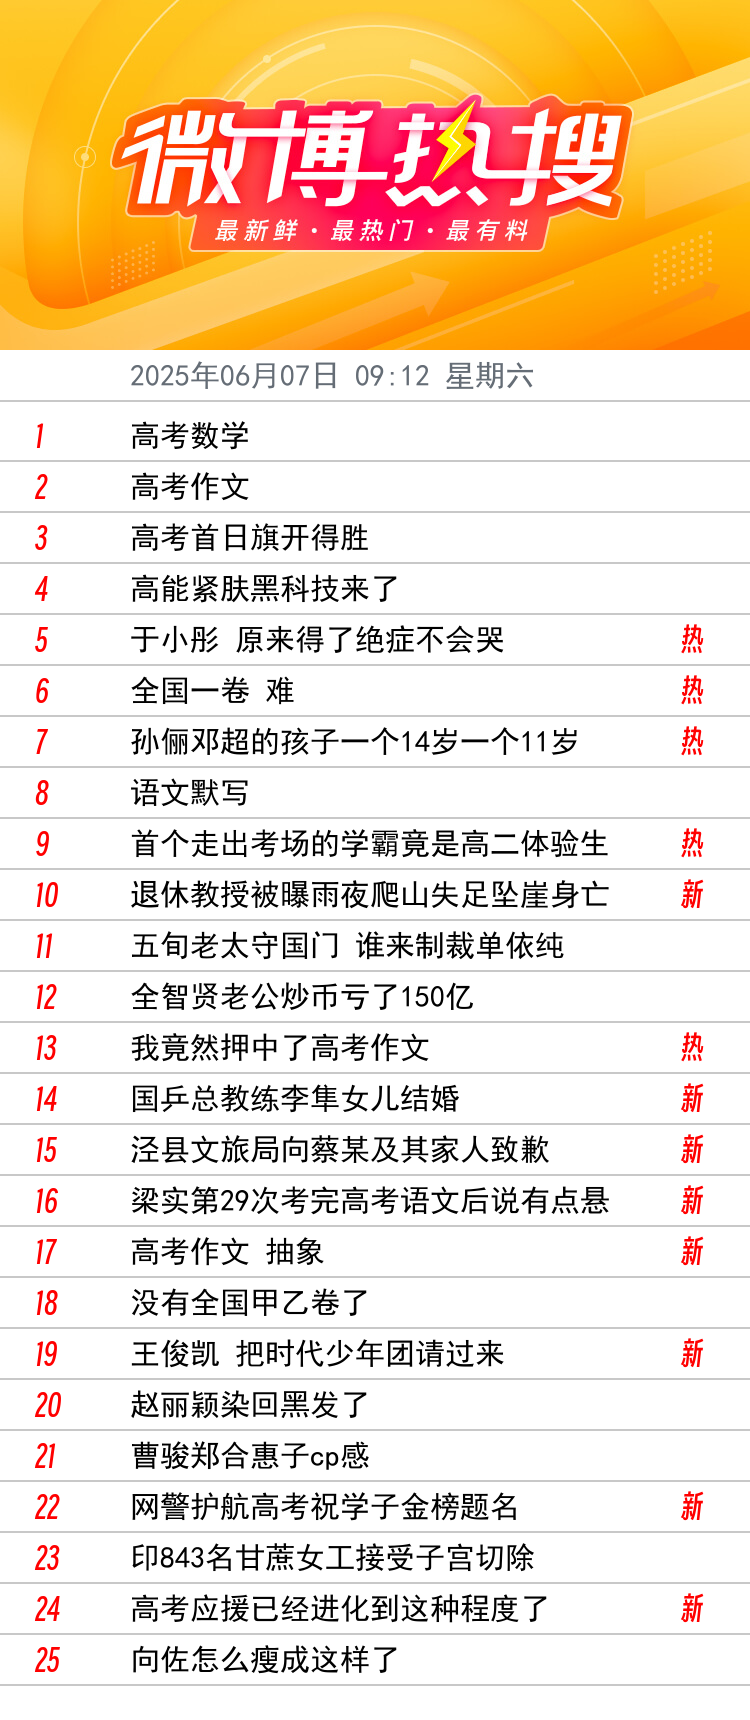 微博热搜
最新鲜·最热门·最有料
2025年06月07日 09:12 星期六
1 高考数学
2 高考作文
3 高考首日旗开得胜
4 高能紧肤黑科技来了
5 于小彤 原来得了绝症不会哭 热
6 全国一卷 难 热
7 孙俪邓超的孩子一个14岁一个11岁 热
8 语文默写
9 首个走出考场的学霸竟是高二体验生 热
10 退休教授被曝雨夜爬山失足坠崖身亡 新
11 五旬老太守国门 谁来制裁单依纯
12 全智贤老公炒币亏了150亿
13 我竟然押中了高考作文 热
14 国乒总教练李隼女儿结婚 新
15 泾县文旅局向蔡某及其家人致歉 新
16 梁实第29次考完高考语文后说有点悬 新
17 高考作文 抽象 新
18 没有全国甲乙卷了
19 王俊凯 把时代少年团请过来 新
20 赵丽颖染回黑发了
21 曹骏郑合惠子cp感
22 网警护航高考祝学子金榜题名 新
23 印843名甘蔗女工接受子宫切除
24 高考应援已经进化到这种程度了 新
25 向佐怎么瘦成这样了